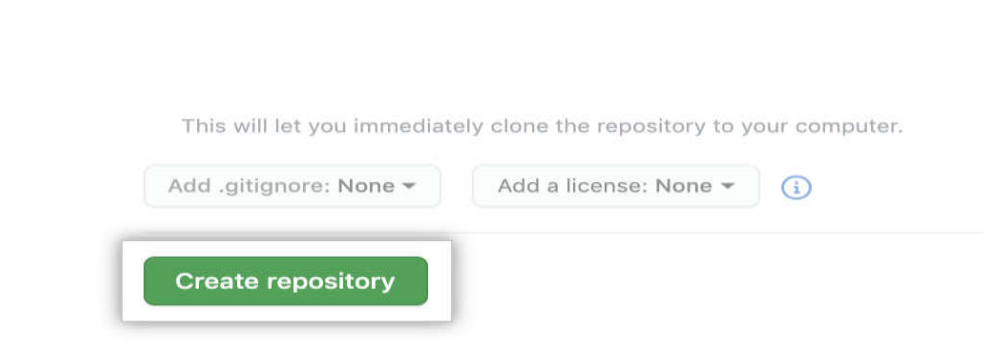 This will let you immediately clone the repository to your computer.
Add .gitignore: None Add a license: None
Create repository